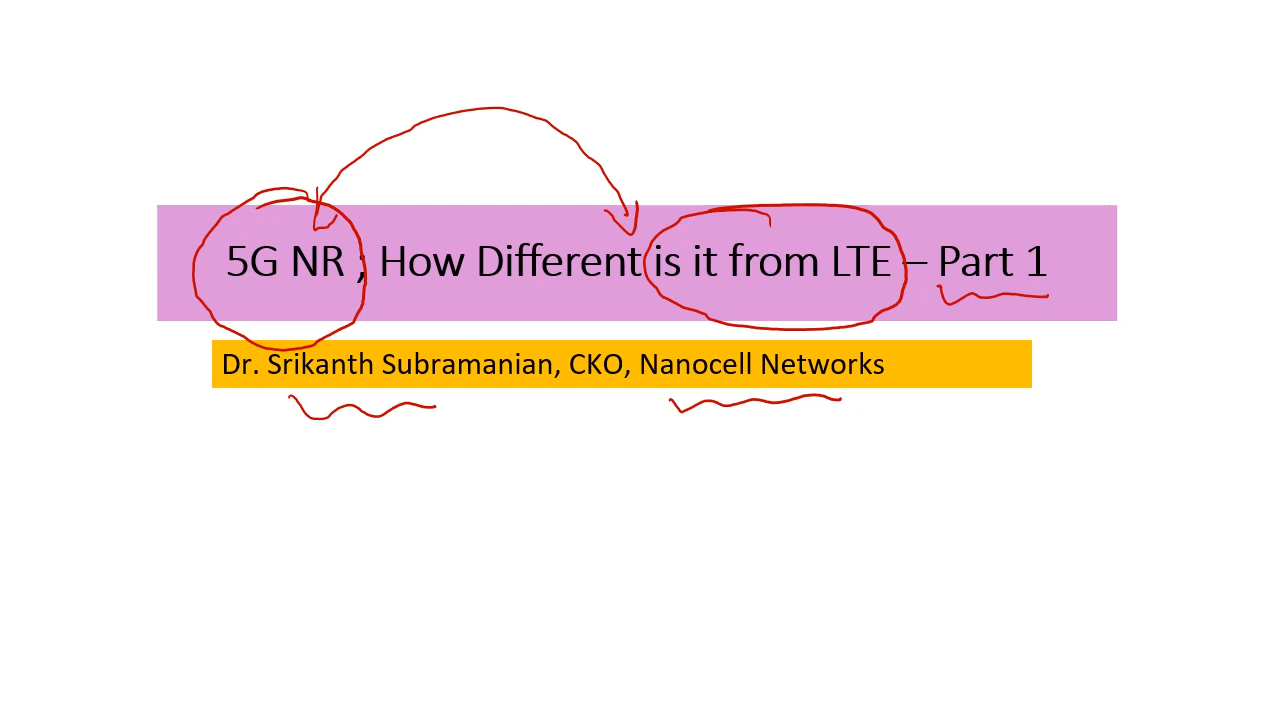 5G NR ; How Different is it from LTE – Part 1
Dr. Srikanth Subramanian, CKO, Nanocell Networks